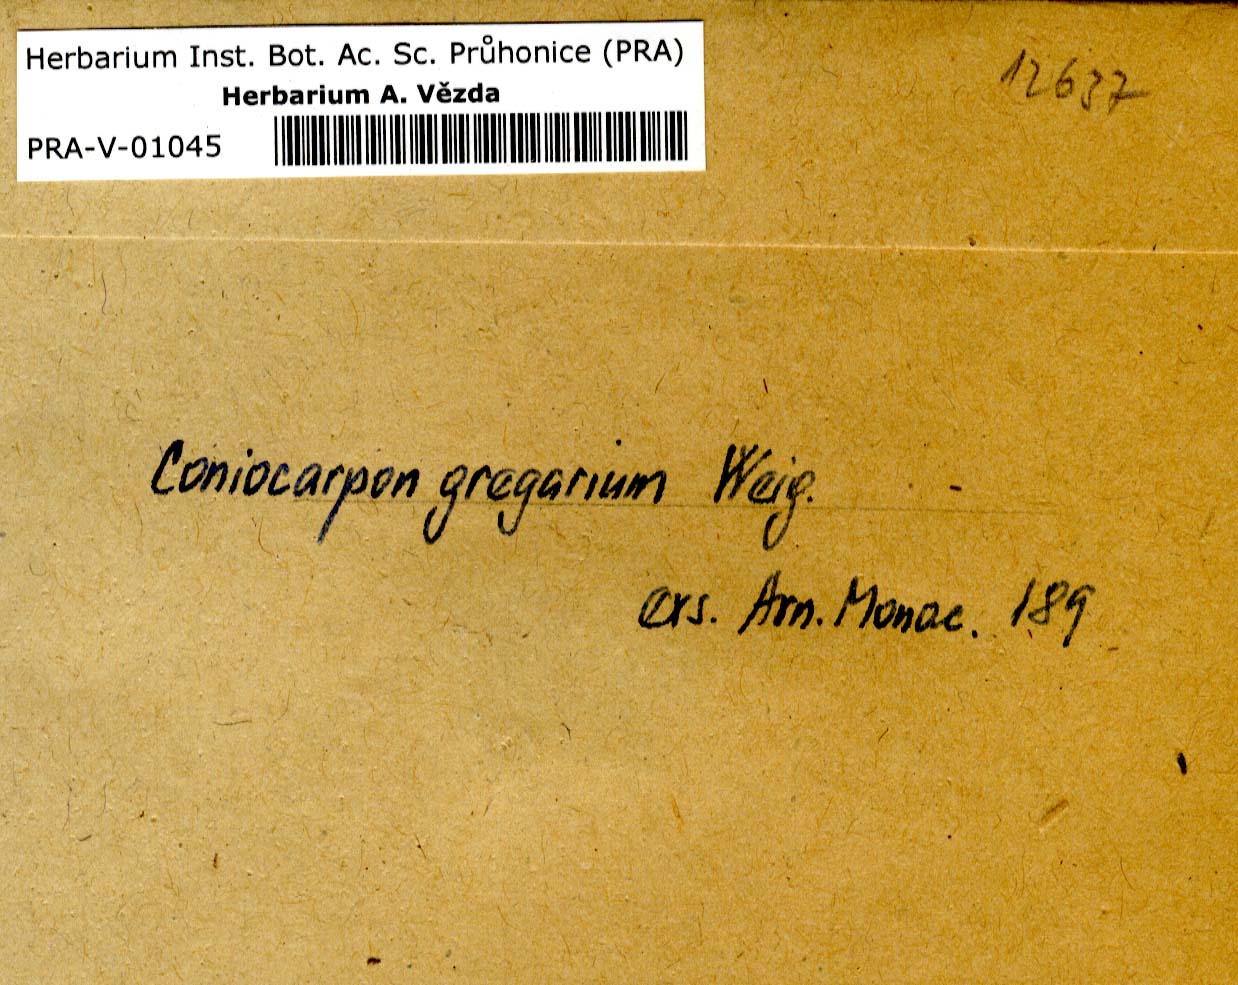 Herbarium Inst. Bot. Ac. Sc. Průhonice (PRA)
Herbarium A. Vězda
PRA-V-01045
12637
Coniocarpon gregarium Weig.
Exs. Arn. Monac. 189